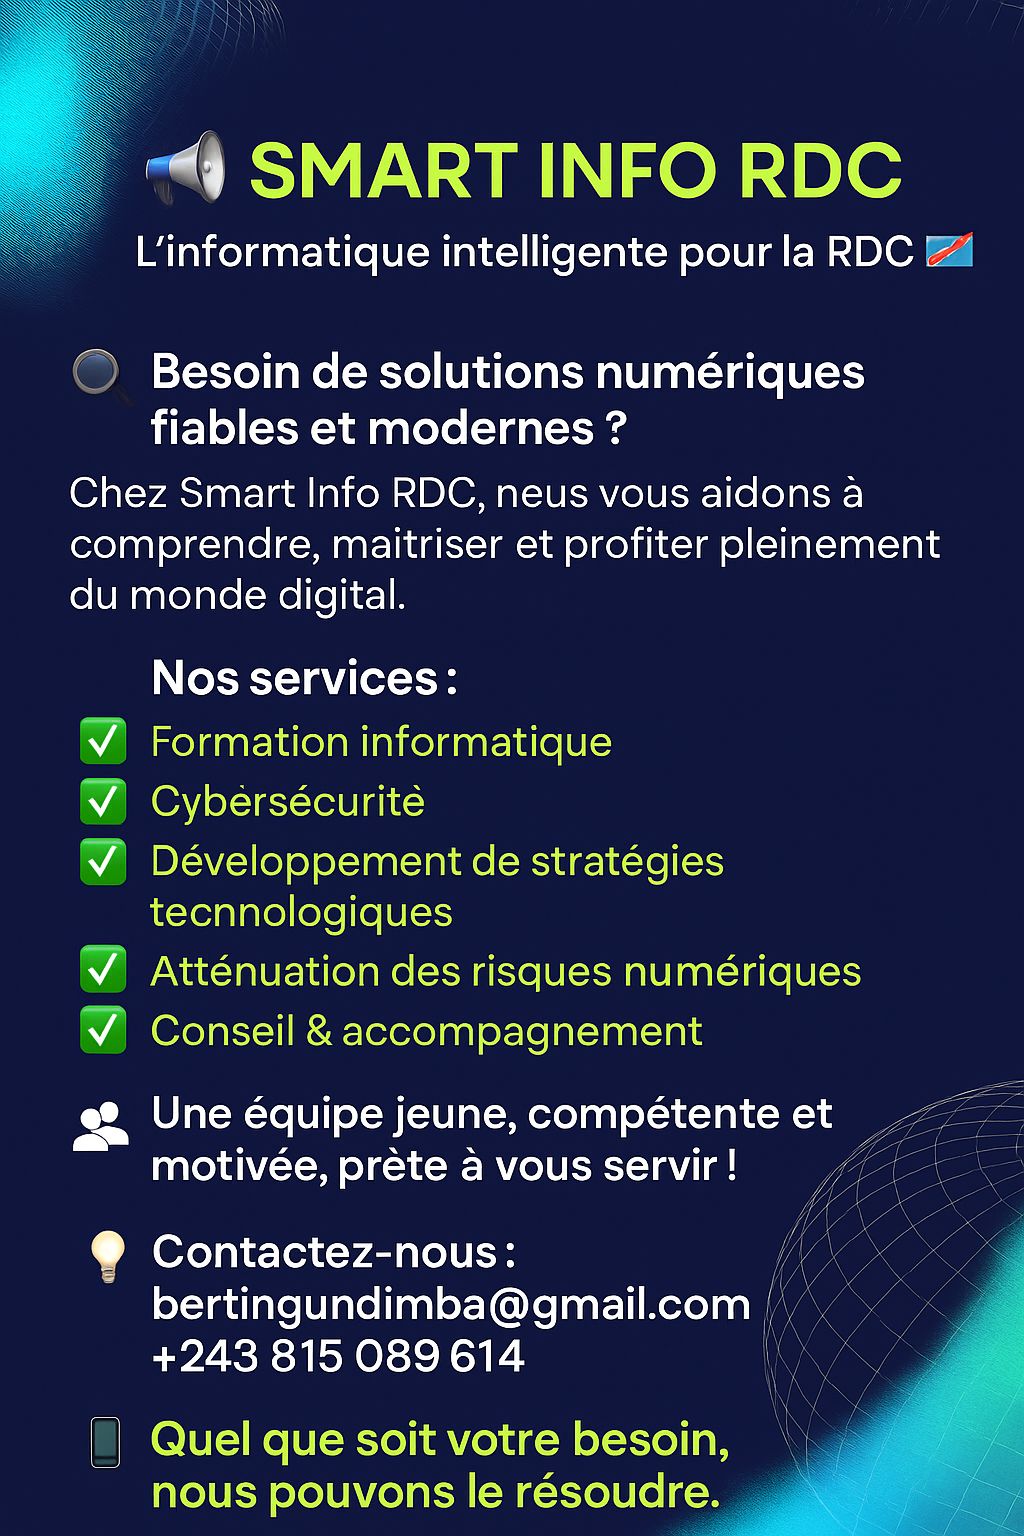 SMART INFO RDC
L'informatique intelligente pour la RDC
Besoin de solutions numériques
fiables et modernes ?
Chez Smart Info RDC, neus vous aidons à
comprendre, maitriser et profiter pleinement
du monde digital.
Nos services :
Formation informatique
Cybèrsécuritè
Développement de stratégies
tecnnologiques
Atténuation des risques numériques
Conseil & accompagnement
Une équipe jeune, compétente et
motivée, prète à vous servir !
Contactez-nous :
bertingundimba@gmail.com
+243 815 089 614
Quel que soit votre besoin,
nous pouvons le résoudre.